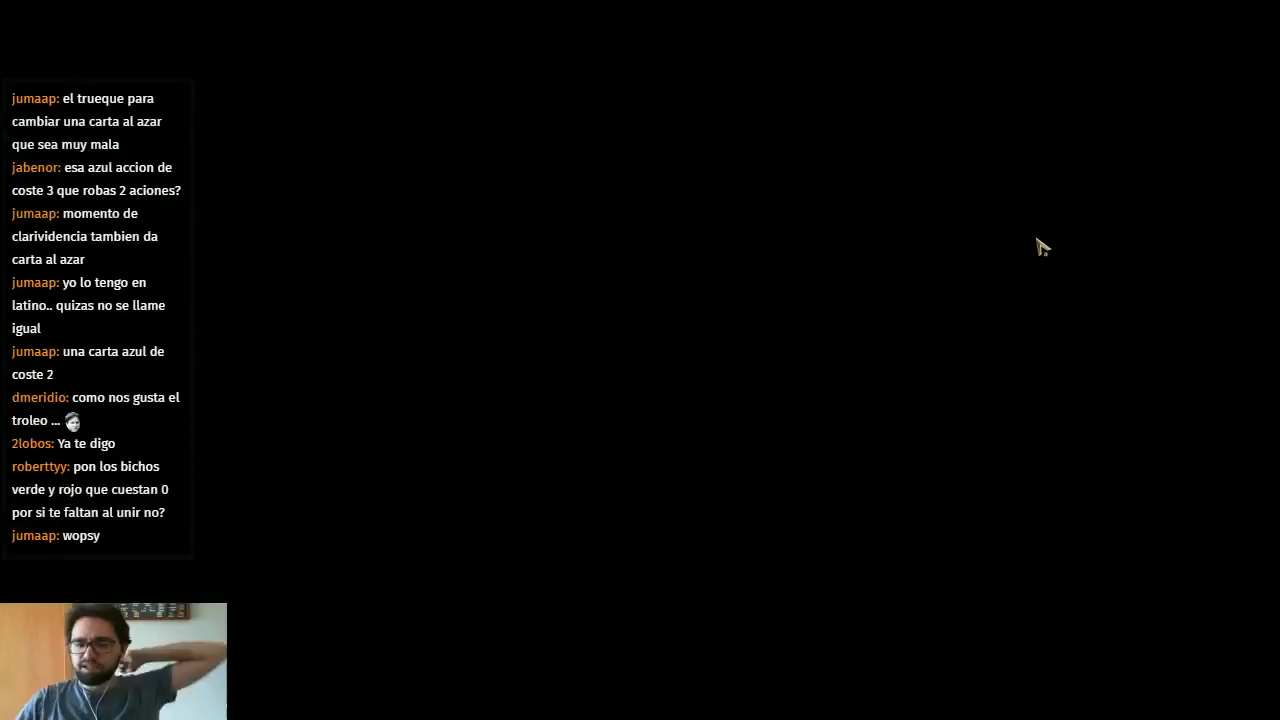 jumaap: el trueque para
cambiar una carta al azar
que sea muy mala
jabenor: esa azul accion de
coste 3 que robas 2 aciones?
jumaap: momento de
clarividencia tambien da
carta al azar
jumaap: yo lo tengo en
latino.. quizas no se llame
igual
jumaap: una carta azul de
coste 2
dmeridio: como nos gusta el
troleo ...
2lobos: Ya te digo
roberttyy: pon los bichos
verde y rojo que cuestan 0
por si te faltan al unir no?
jumaap: wopsy